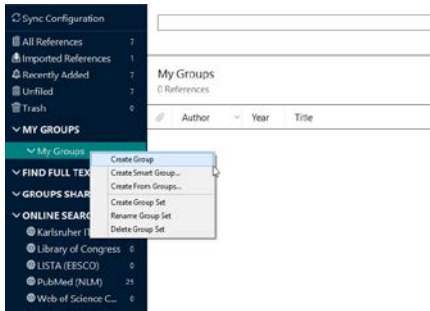 Sync Configuration
All References 7
Imported References 1
Recently Added 7
Unfiled 7
Trash 0
MY GROUPS
My Groups
FIND FULL TEX
GROUPS SHAR
ONLINE SEARC
Karlsruher IT
Library of Congress 0
LISTA (EBSCO) 0
PubMed (NLM) 25
Web of Science C... 0
Create Group
Create Smart Group...
Create From Groups...
Create Group Set
Rename Group Set
Delete Group Set
My Groups
0 References
Author Year Title